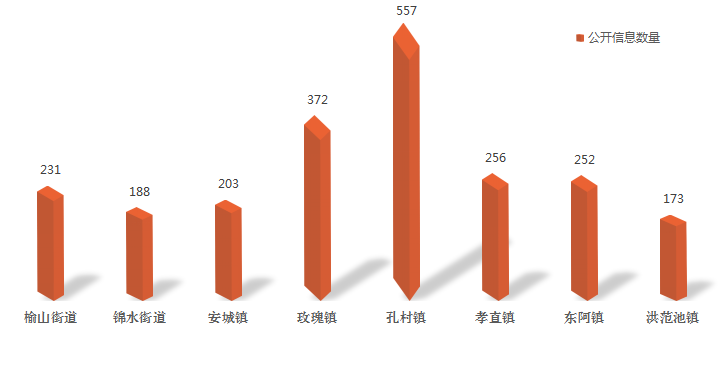 557
公开信息数量
372
231
188
203
256
252
173
榆山街道
锦水街道
安城镇
玫瑰镇
孔村镇
孝直镇
东阿镇
洪范池镇